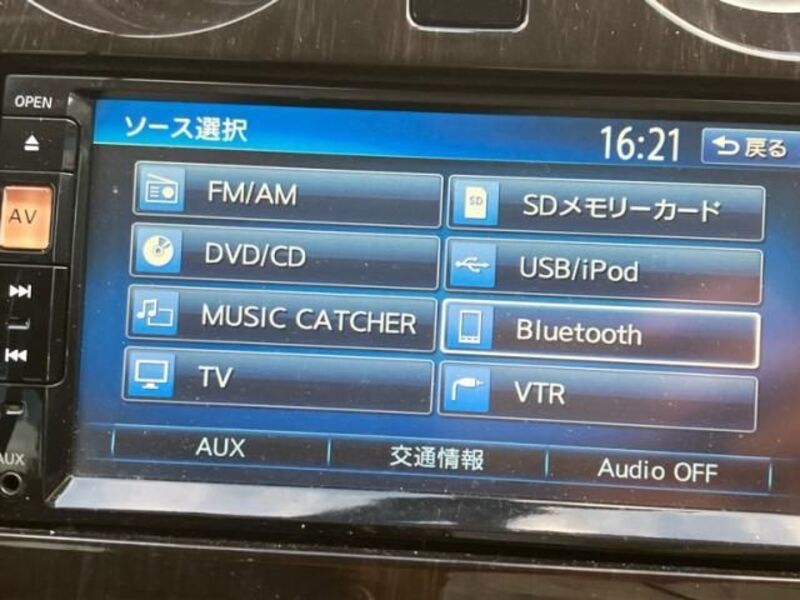 OPEN
ソース選択
16:21
戻る
AV
FM/AM
SD
SDメモリーカード
DVD/CD
USB/iPod
MUSIC CATCHER
Bluetooth
TV
VTR
AUX
交通情報
Audio OFF
AUX